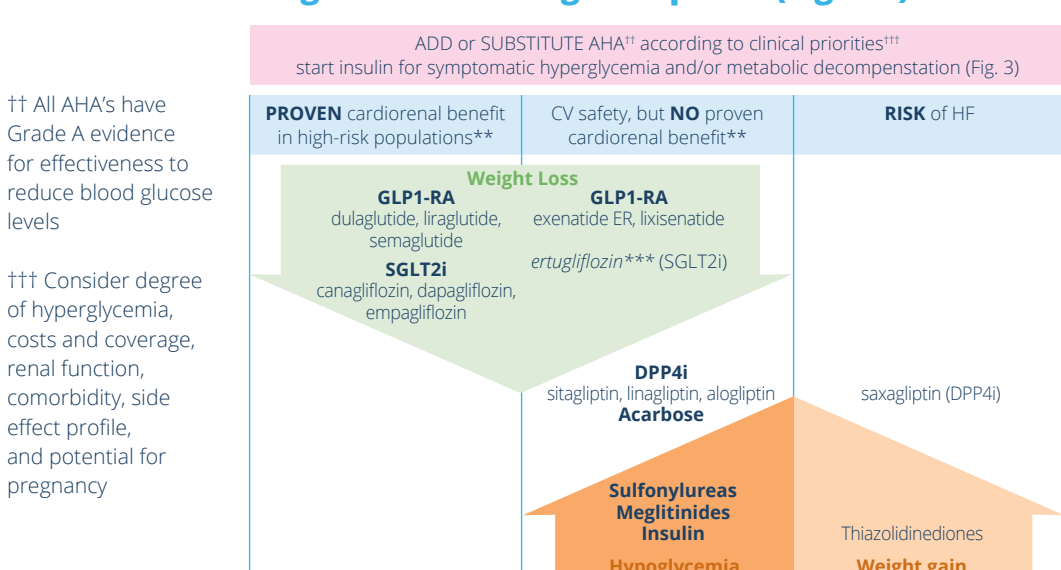 ADD or SUBSTITUTE AHA†† according to clinical priorities†††
start insulin for symptomatic hyperglycemia and/or metabolic decompenstation (Fig. 3)
†† All AHA’s have
Grade A evidence
for effectiveness to
reduce blood glucose
levels
††† Consider degree
of hyperglycemia,
costs and coverage,
renal function,
comorbidity, side
effect profile,
and potential for
pregnancy
PROVEN cardiorenal benefit
in high-risk populations**
CV safety, but NO proven
cardiorenal benefit**
RISK of HF
Weight Loss
GLP1-RA
dulaglutide, liraglutide,
semaglutide
SGLT2i
canagliflozin, dapagliflozin,
empagliflozin
GLP1-RA
exenatide ER, lixisenatide
ertugliflozin*** (SGLT2i)
DPP4i
sitagliptin, linagliptin, alogliptin
Acarbose
saxagliptin (DPP4i)
Sulfonylureas
Meglitinides
Insulin
Thiazolidinediones
Hypoglycemia
Weight gain